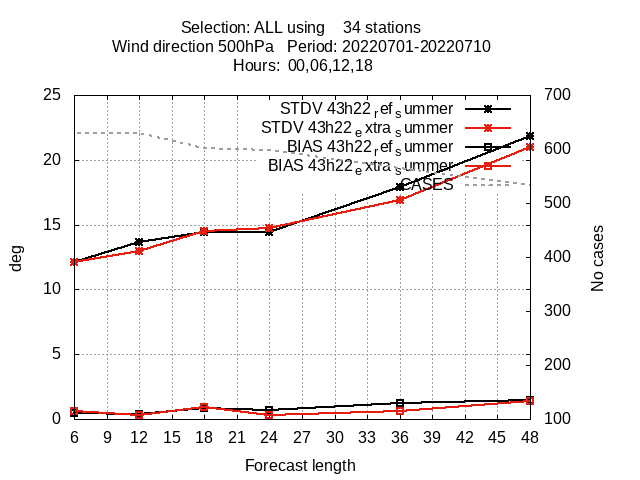 Selection: ALL using    34 stations
Wind direction 500hPa   Period: 20220701-20220710
Hours:  00,06,12,18
25 700
STDV 43h22_ref_summer
STDV 43h22_extra_summer
20 600
BIAS 43h22_ref_summer
BIAS 43h22_extra_summer
CASES
500
15
deg No cases
400
10
300
5 200
0 100
6 9 12 15 18 21 24 27 30 33 36 39 42 45 48
Forecast length